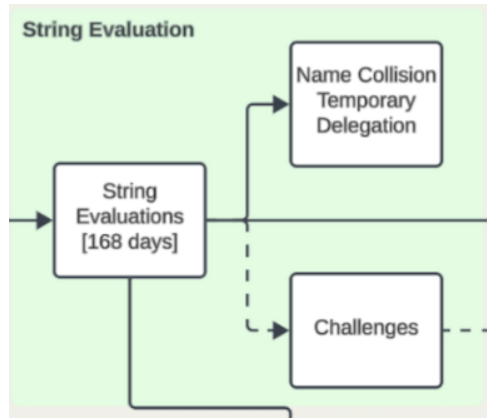 String Evaluation
Name Collision
Temporary
Delegation
String
Evaluations
[168 days]
Challenges